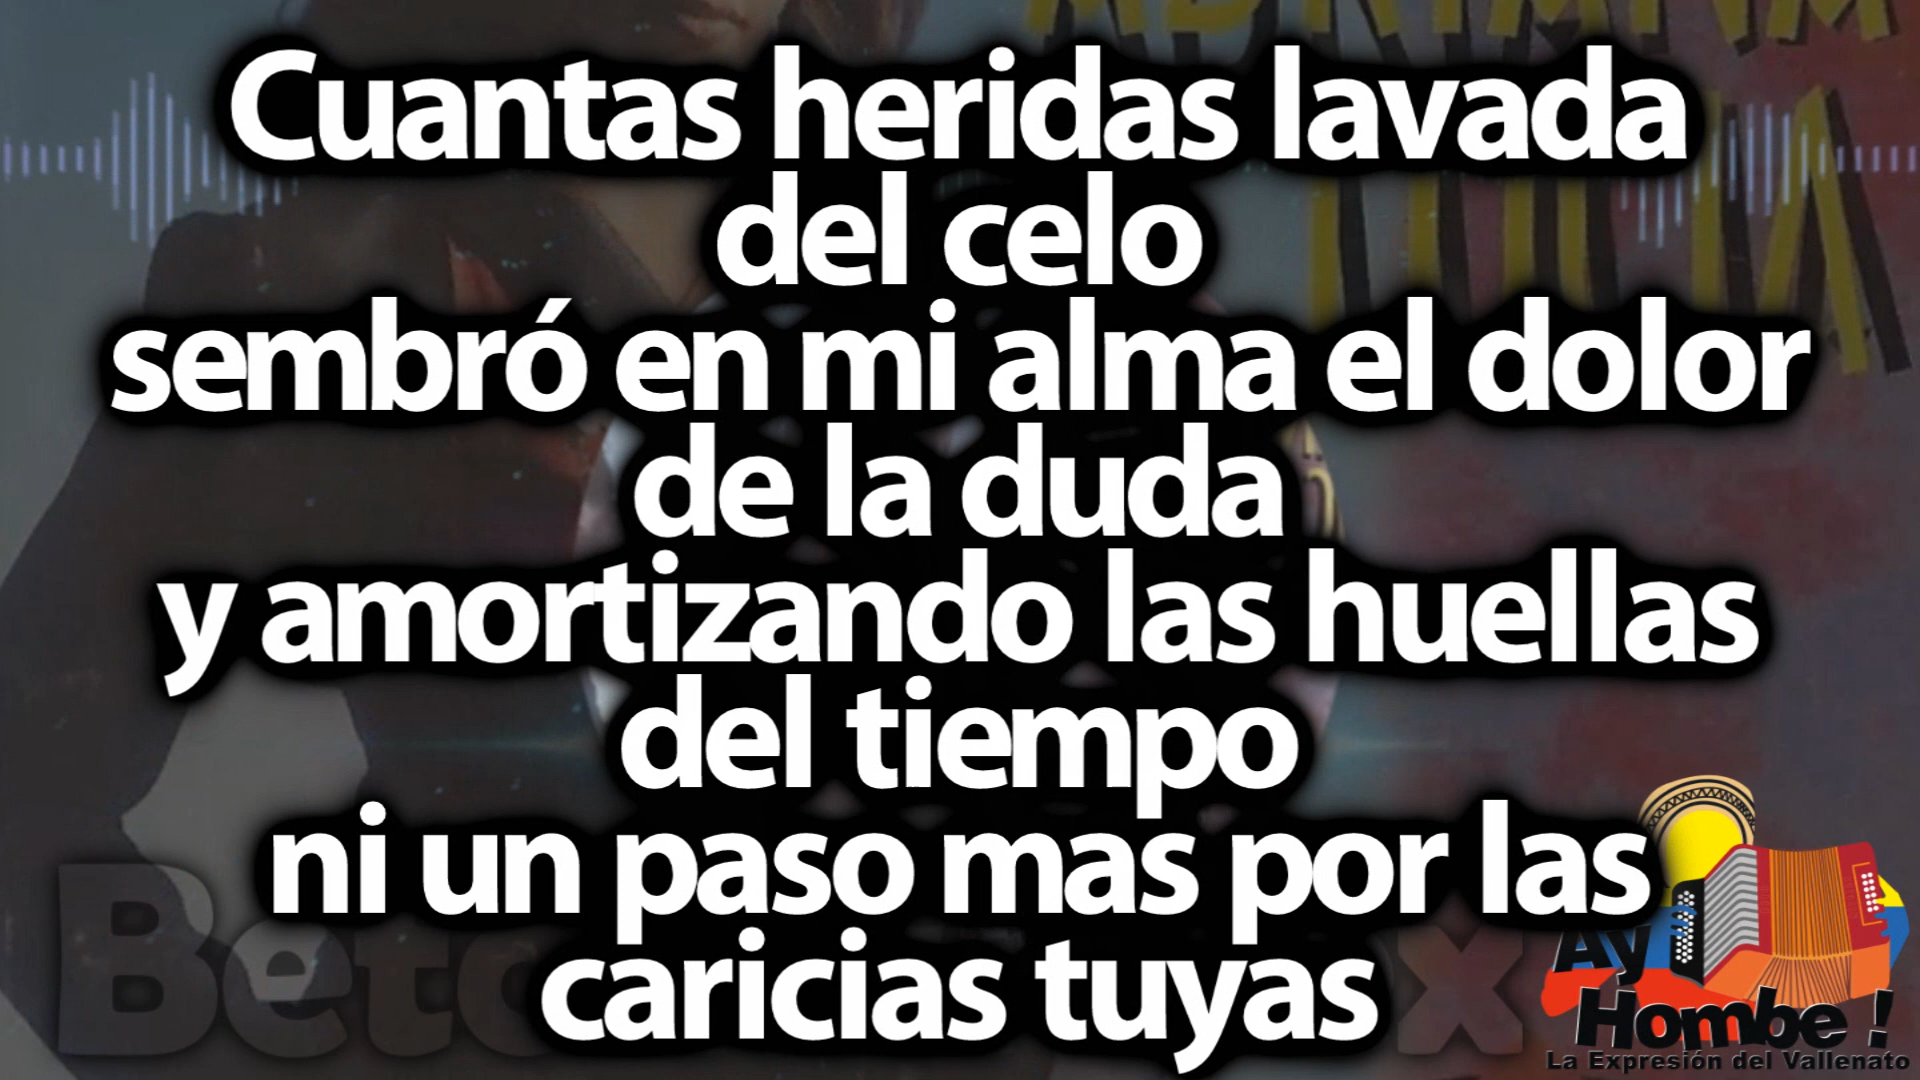 Cuantas heridas lavada
del celo
sembró en mi alma el dolor
de la duda
y amortizando las huellas
del tiempo
ni un paso mas por las
caricias tuyas
Ay
Hombe !
La Expresión del Vallenato